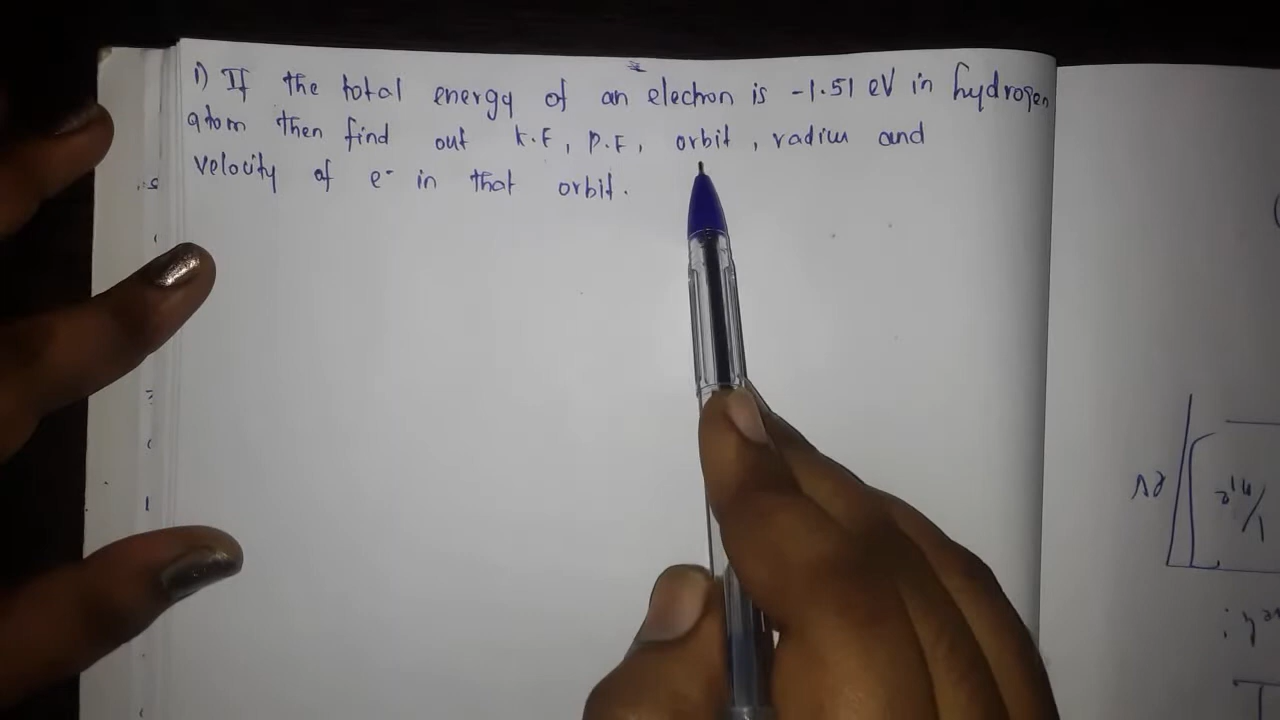 1) If the total energy of an electron is -1.51 eV in hydrogen
atom then find out K.E, P.E, orbit, radius and
velocity of e⁻ in that orbit.